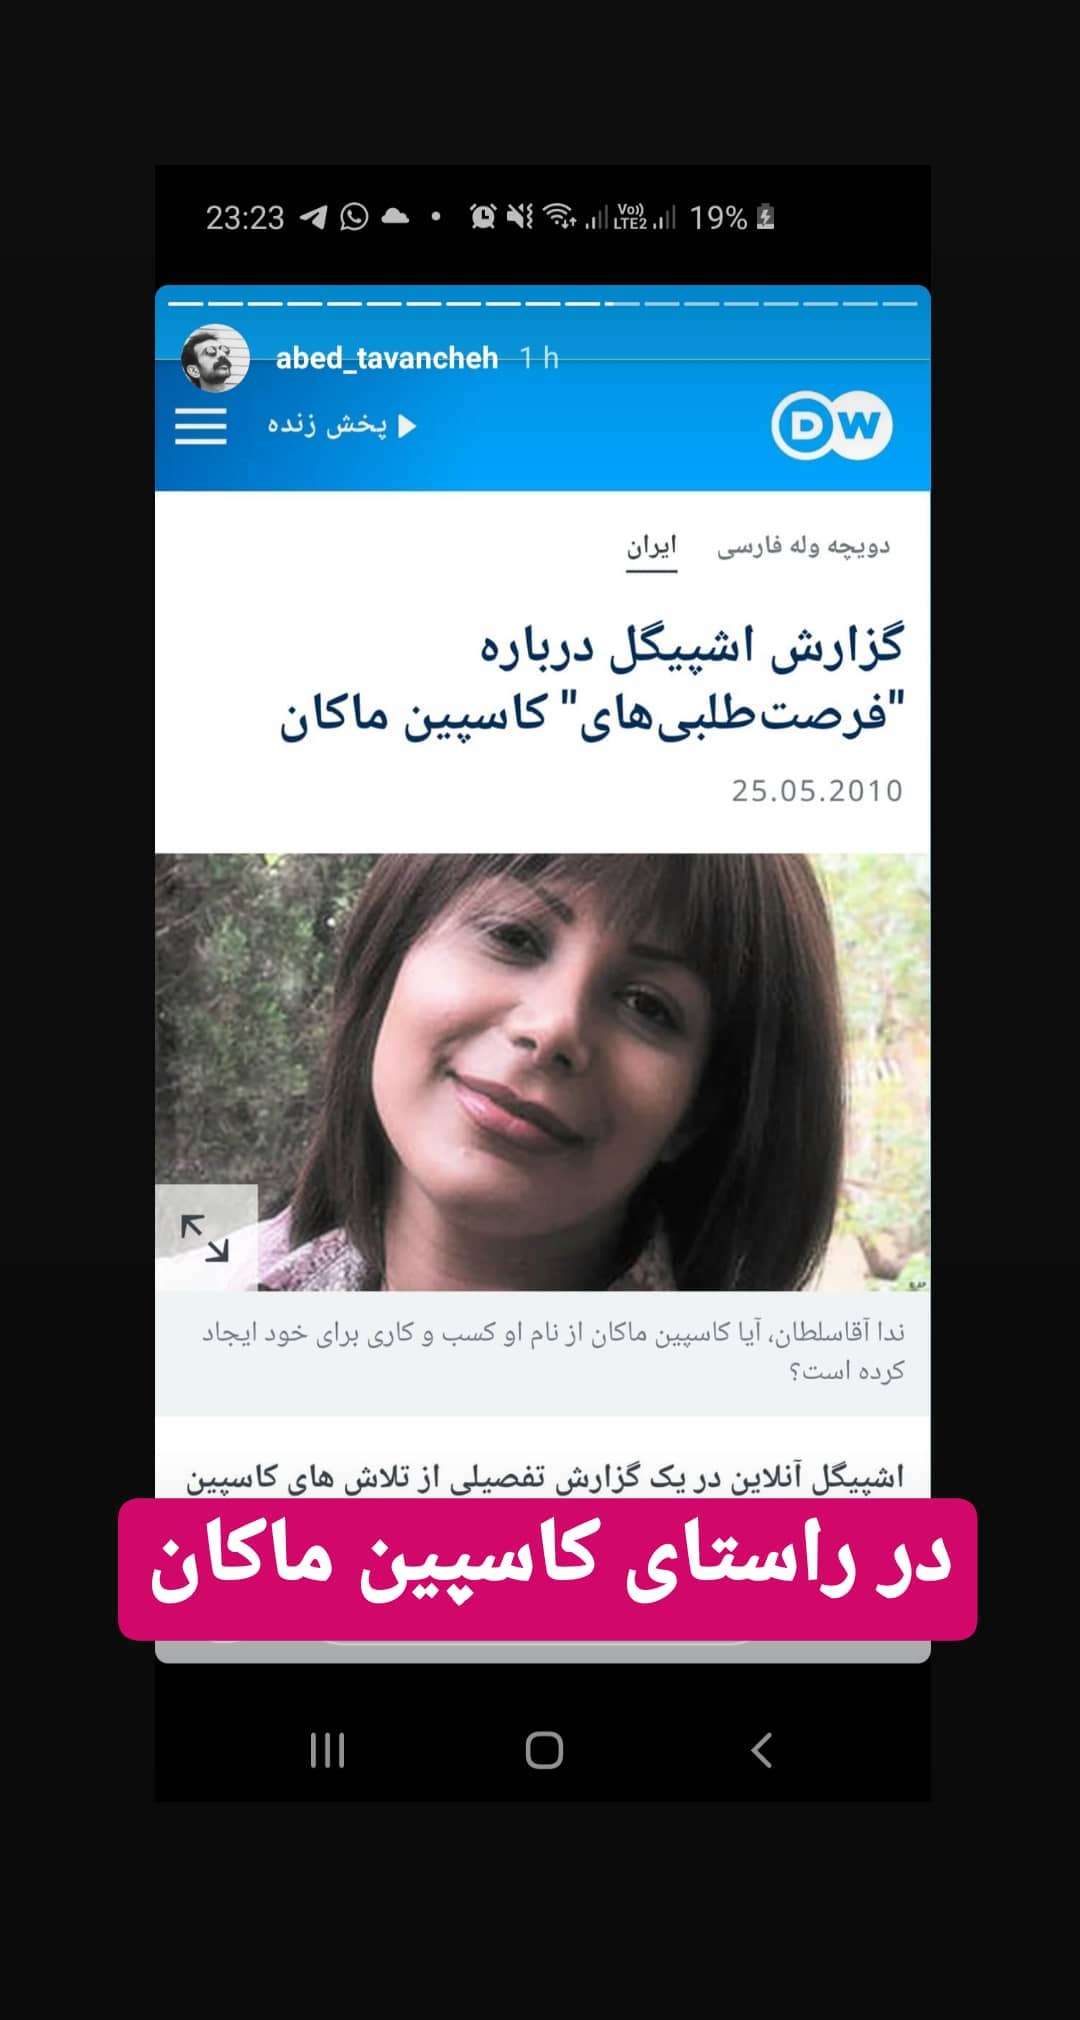 23:23
Vo))
LTE2
19%
abed_tavancheh 1 h
پخش زنده
DW
دویچه وله فارسی ایران
گزارش اشپیگل درباره
"فرصت‌طلبی‌های" کاسپین ماکان
25.05.2010
ندا آقاسلطان، آیا کاسپین ماکان از نام او کسب و کاری برای خود ایجاد
کرده است؟
اشپیگل آنلاین در یک گزارش تفصیلی از تلاش های کاسپین
در راستای کاسپین ماکان